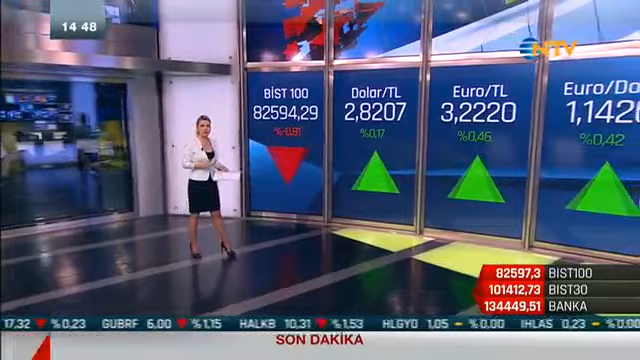 14 48
NTV
BİST 100
82594,29
%-0,81
Dolar/TL
2,8207
%0,17
Euro/TL
3,2220
%0,46
Euro/Do
1,142
%0,42
82597,3 BIST100
101412,73 BIST30
134449,51 BANKA
17,32 %0,23 GUBRF 6,00 %1,15 HALKB 10,31 %1,53 HLGYO 1,05 %0,00 IHLAS 0,23 %0,00
SON DAKİKA